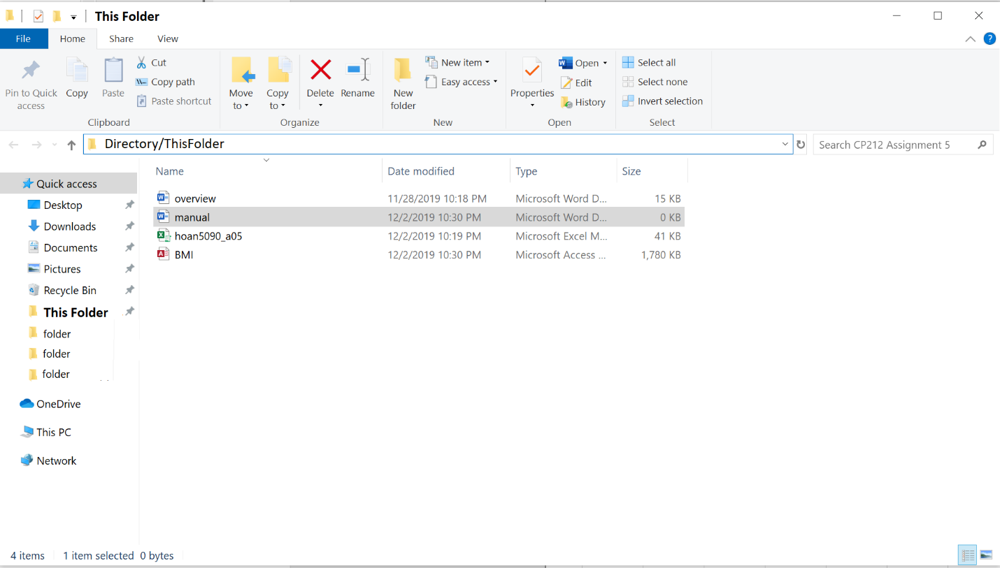 This Folder
File Home Share View
Pin to Quick access
Copy
Paste
Cut
Copy path
Paste shortcut
Clipboard
Move to
Copy to
Delete
Rename
Organize
New folder
New item
Easy access
New
Properties
Open
Edit
History
Open
Select all
Select none
Invert selection
Select
Directory/ThisFolder
Search CP212 Assignment 5
Quick access
Desktop
Downloads
Documents
Pictures
Recycle Bin
This Folder
folder
folder
folder
OneDrive
This PC
Network
Name Date modified Type Size
overview 11/28/2019 10:18 PM Microsoft Word D... 15 KB
manual 12/2/2019 10:30 PM Microsoft Word D... 0 KB
hoan5090_a05 12/2/2019 10:19 PM Microsoft Excel M... 41 KB
BMI 12/2/2019 10:30 PM Microsoft Access ... 1,780 KB
4 items 1 item selected 0 bytes